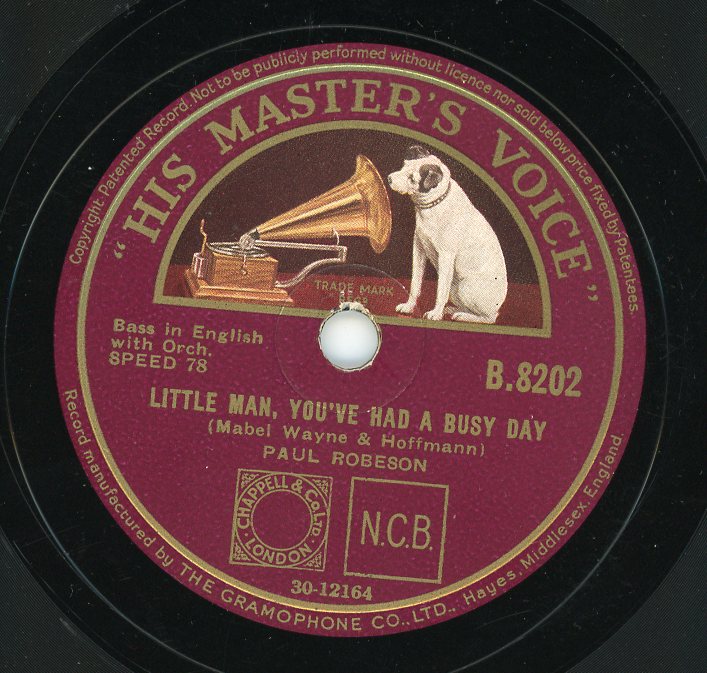 Copyright. Patented Record. Not to be publicly performed without licence nor sold below price fixed by Patentees.
"HIS MASTER'S VOICE"
TRADE MARK
Bass in English
with Orch.
SPEED 78
B.8202
LITTLE MAN, YOU'VE HAD A BUSY DAY
(Mabel Wayne & Hoffmann)
PAUL ROBESON
CHAPPELL & Co. LTD.
LONDON
N.C.B.
30-12164
Record manufactured by THE GRAMOPHONE CO., LTD., Hayes, Middlesex, England.